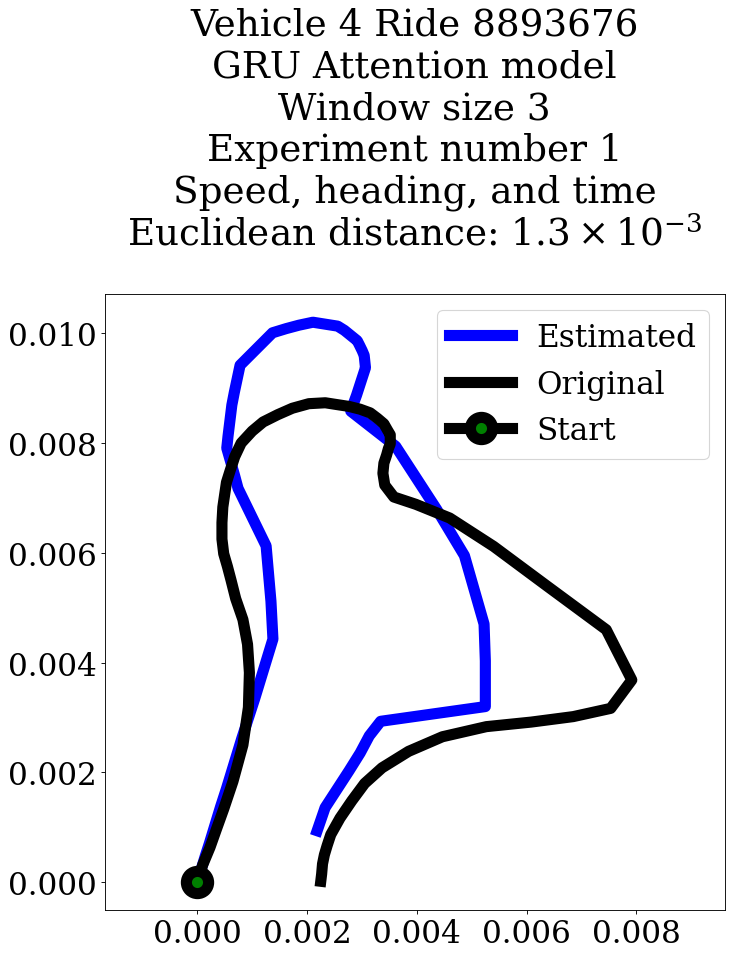 Vehicle 4 Ride 8893676
GRU Attention model
Window size 3
Experiment number 1
Speed, heading, and time
Euclidean distance: 1.3 × 10⁻³
Estimated
Original
Start
0.010
0.008
0.006
0.004
0.002
0.000
0.000 0.002 0.004 0.006 0.008